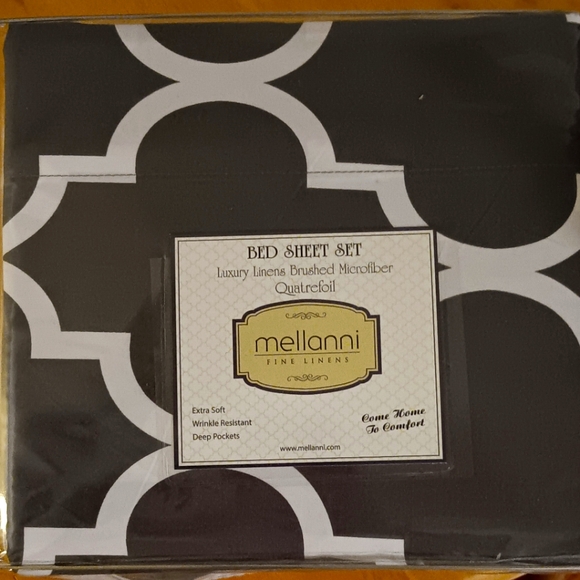 BED SHEET SET
Luxury Linens Brushed Microfiber
Quatrefoil
mellanni
FINE LINENS
Extra Soft
Wrinkle Resistant
Deep Pockets
Come Home
To Comfort
www.mellanni.com